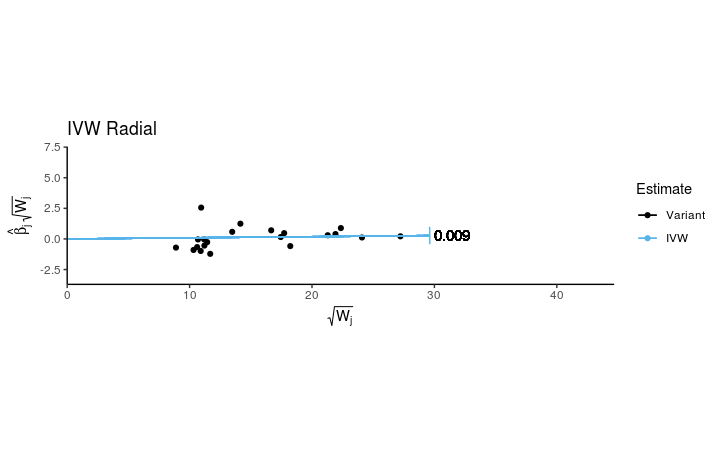 IVW Radial
7.5
5.0
2.5
0.0
-2.5
β̂j√Wj
0.009
0 10 20 30 40
√Wj
Estimate
Variant
IVW